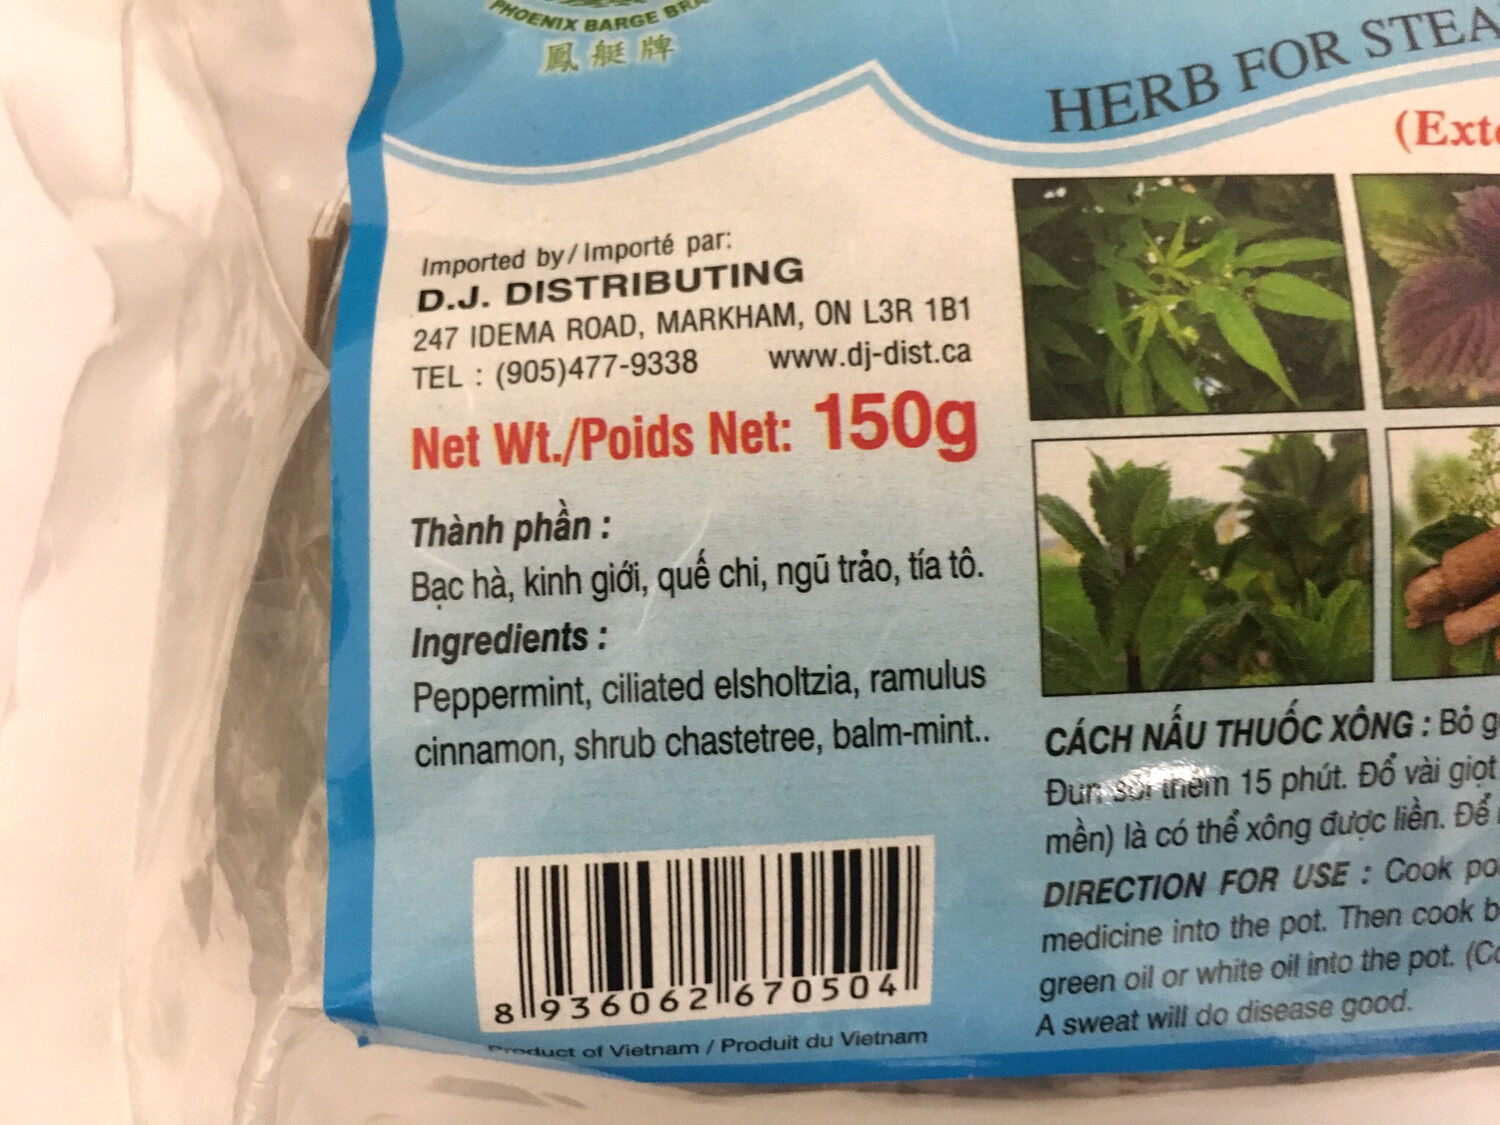 PHOENIX BARGE
鳳艇牌
HERB FOR
Imported by / Importé par:
D.J. DISTRIBUTING
247 IDEMA ROAD, MARKHAM, ON L3R 1B1
TEL : (905)477-9338 www.dj-dist.ca
Net Wt./Poids Net: 150g
Thành phần :
Bạc hà, kinh giới, quế chi, ngũ trảo, tía tô.
Ingredients :
Peppermint, ciliated elsholtzia, ramulus
cinnamon, shrub chastetree, balm-mint..
8 936062 670504
Product of Vietnam / Produit du Vietnam
CÁCH NẤU THUỐC XÔNG : Bỏ
Đun sôi thêm 15 phút. Đổ vài giọt
mền) là có thể xông được liền. Để
DIRECTION FOR USE : Cook
medicine into the pot. Then cook
green oil or white oil into the pot.
A sweat will do disease good.